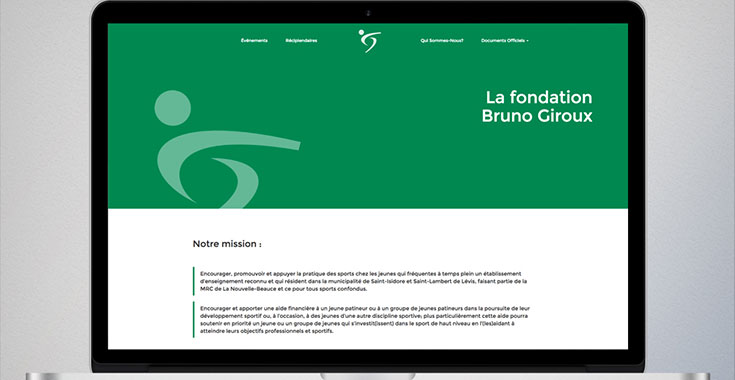 Événements Récipiendaires Qui Sommes-Nous? Documents Officiels
La fondation
Bruno Giroux
Notre mission :
Encourager, promouvoir et appuyer la pratique des sports chez les jeunes qui fréquentes à temps plein un établissement
d'enseignement reconnu et qui résident dans la municipalité de Saint-Isidore et Saint-Lambert de Lévis, faisant partie de la
MRC de La Nouvelle-Beauce et ce pour tous sports confondus.
Encourager et apporter une aide financière à un jeune patineur ou à un groupe de jeunes patineurs dans la poursuite de leur
développement sportif ou, à l'occasion, à des jeunes d'une autre discipline sportive; plus particulièrement cette aide pourra
soutenir en priorité un jeune ou un groupe de jeunes qui s'investit(issent) dans le sport de haut niveau en l'(les)aidant à
atteindre leurs objectifs professionnels et sportifs.